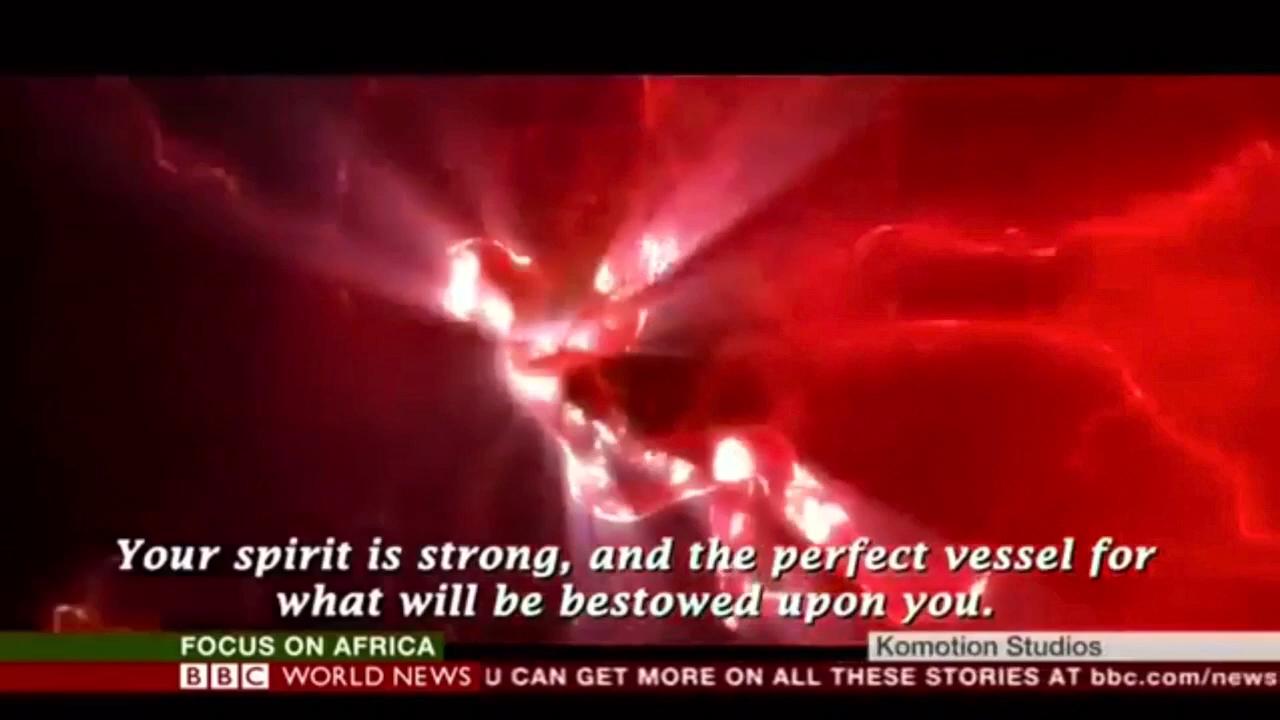 Your spirit is strong, and the perfect vessel for
what will be bestowed upon you.
FOCUS ON AFRICA
Komotion Studios
BBC WORLD NEWS
U CAN GET MORE ON ALL THESE STORIES AT bbc.com/news